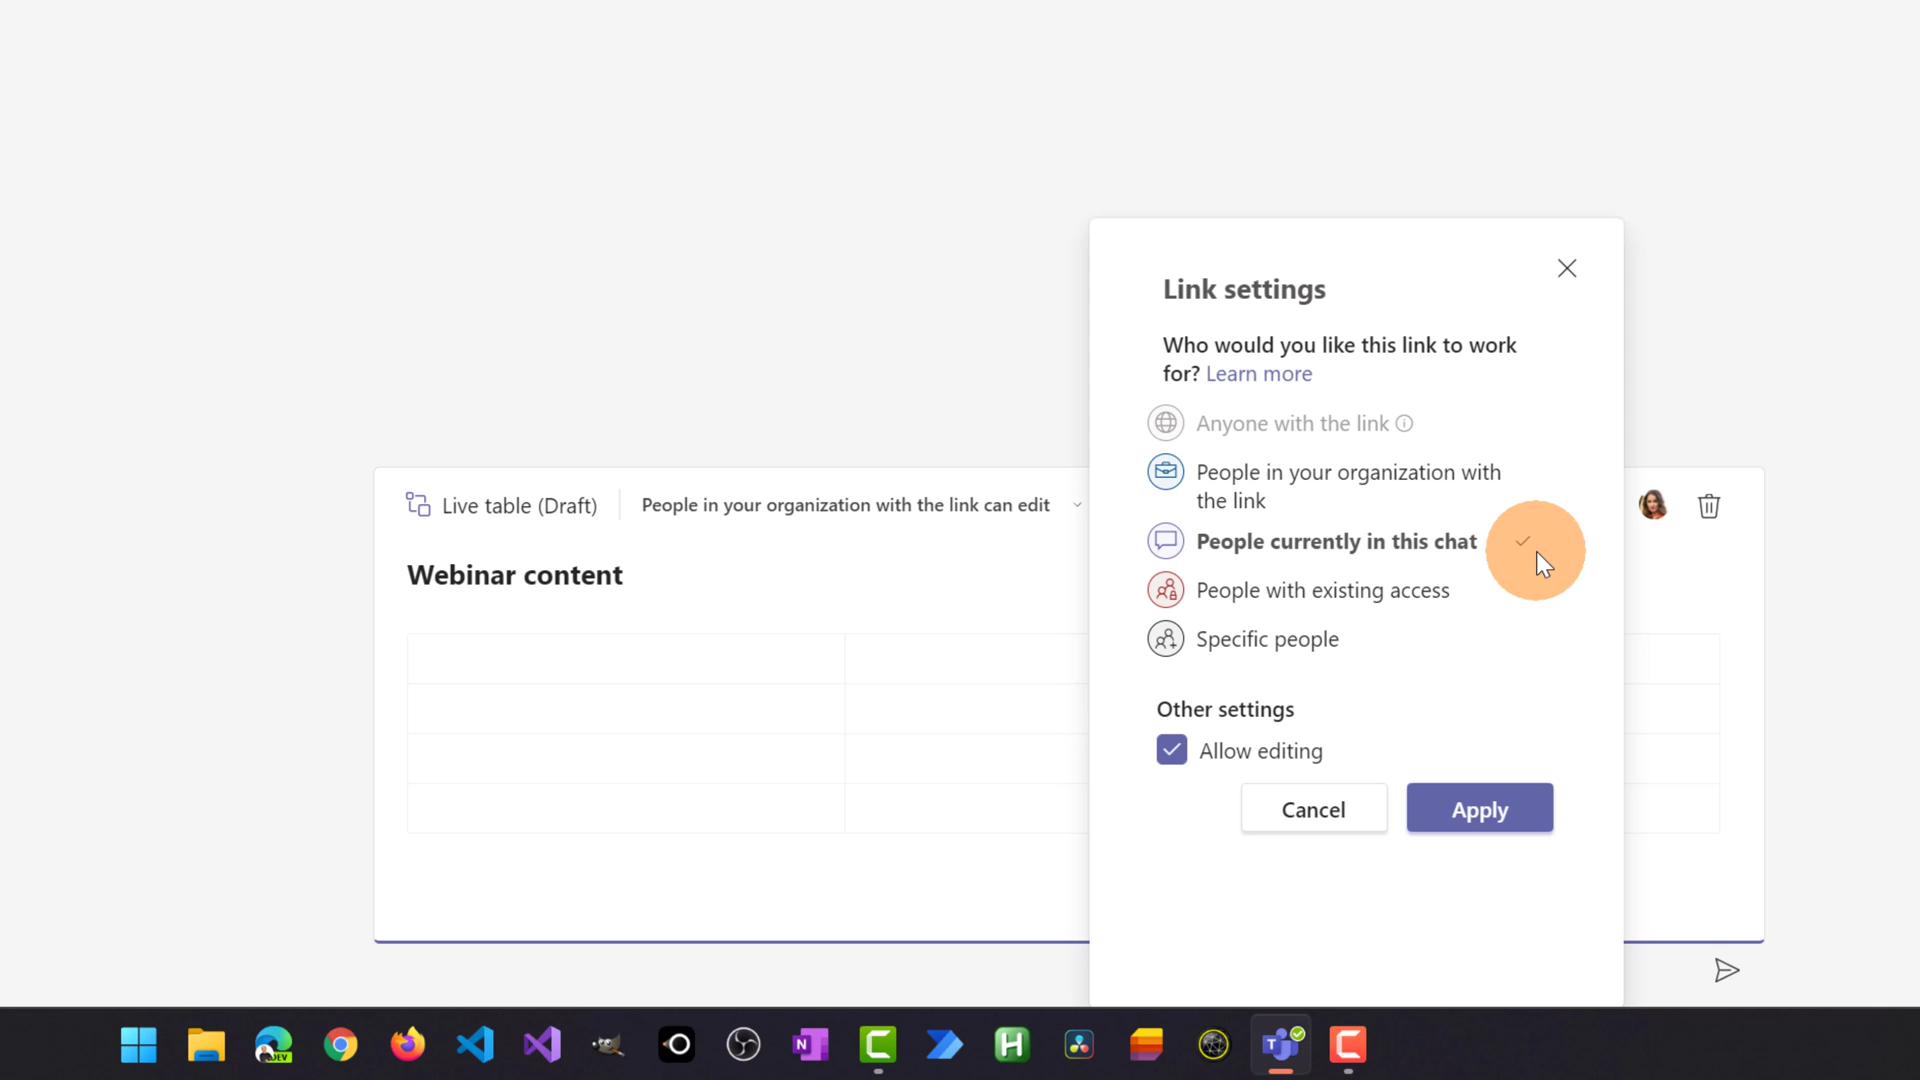 Link settings
Who would you like this link to work
for? Learn more
Anyone with the link
People in your organization with
the link
People currently in this chat
People with existing access
Specific people
Other settings
Allow editing
Cancel Apply
Live table (Draft) People in your organization with the link can edit
Webinar content
DEV
N
H
T